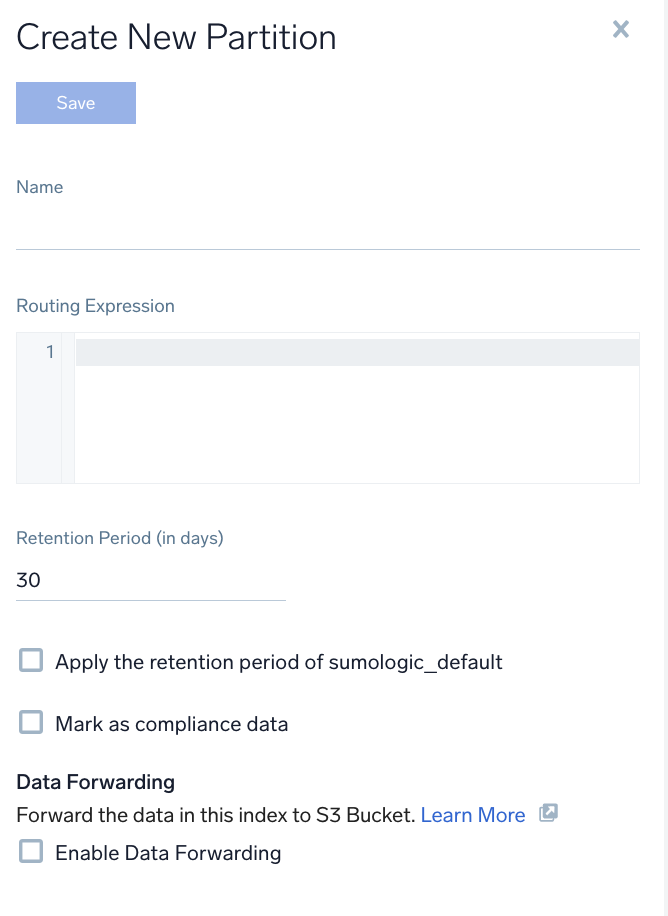 Create New Partition
Save
Name
Routing Expression
1
Retention Period (in days)
30
Apply the retention period of sumologic_default
Mark as compliance data
Data Forwarding
Forward the data in this index to S3 Bucket. Learn More
Enable Data Forwarding